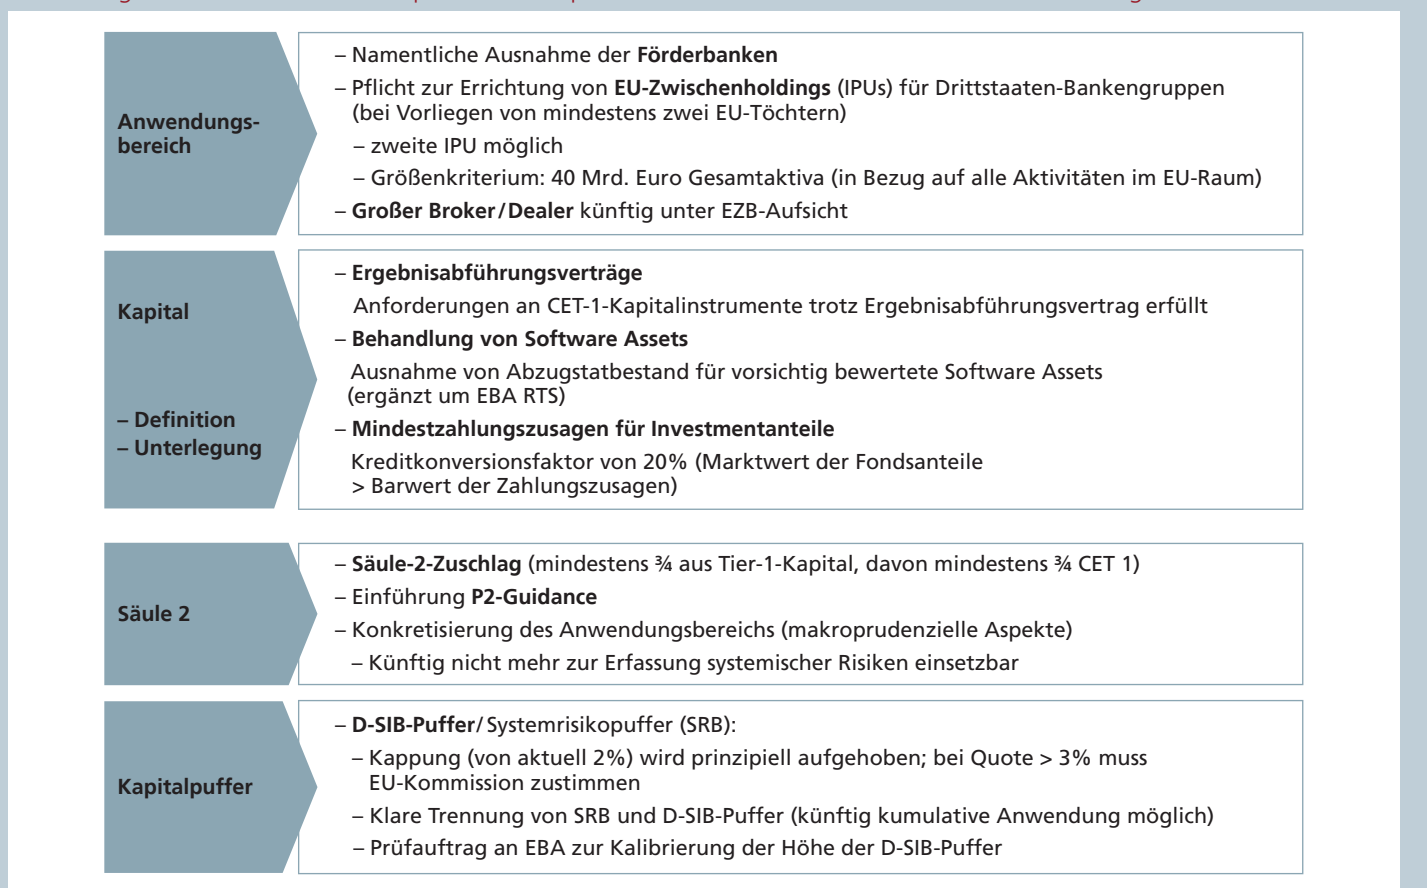 Anwendungs-
bereich
– Namentliche Ausnahme der Förderbanken
– Pflicht zur Errichtung von EU-Zwischenholdings (IPUs) für Drittstaaten-Bankengruppen
(bei Vorliegen von mindestens zwei EU-Töchtern)
– zweite IPU möglich
– Größenkriterium: 40 Mrd. Euro Gesamtaktiva (in Bezug auf alle Aktivitäten im EU-Raum)
– Großer Broker/Dealer künftig unter EZB-Aufsicht
Kapital
– Definition
– Unterlegung
– Ergebnisabführungsverträge
Anforderungen an CET-1-Kapitalinstrumente trotz Ergebnisabführungsvertrag erfüllt
– Behandlung von Software Assets
Ausnahme von Abzugstatbestand für vorsichtig bewertete Software Assets
(ergänzt um EBA RTS)
– Mindestzahlungszusagen für Investmentanteile
Kreditkonversionsfaktor von 20% (Marktwert der Fondsanteile
> Barwert der Zahlungszusagen)
Säule 2
– Säule-2-Zuschlag (mindestens ¾ aus Tier-1-Kapital, davon mindestens ¾ CET 1)
– Einführung P2-Guidance
– Konkretisierung des Anwendungsbereichs (makroprudenzielle Aspekte)
– Künftig nicht mehr zur Erfassung systemischer Risiken einsetzbar
Kapitalpuffer
– D-SIB-Puffer/Systemrisikopuffer (SRB):
– Kappung (von aktuell 2%) wird prinzipiell aufgehoben; bei Quote > 3% muss
EU-Kommission zustimmen
– Klare Trennung von SRB und D-SIB-Puffer (künftig kumulative Anwendung möglich)
– Prüfauftrag an EBA zur Kalibrierung der Höhe der D-SIB-Puffer